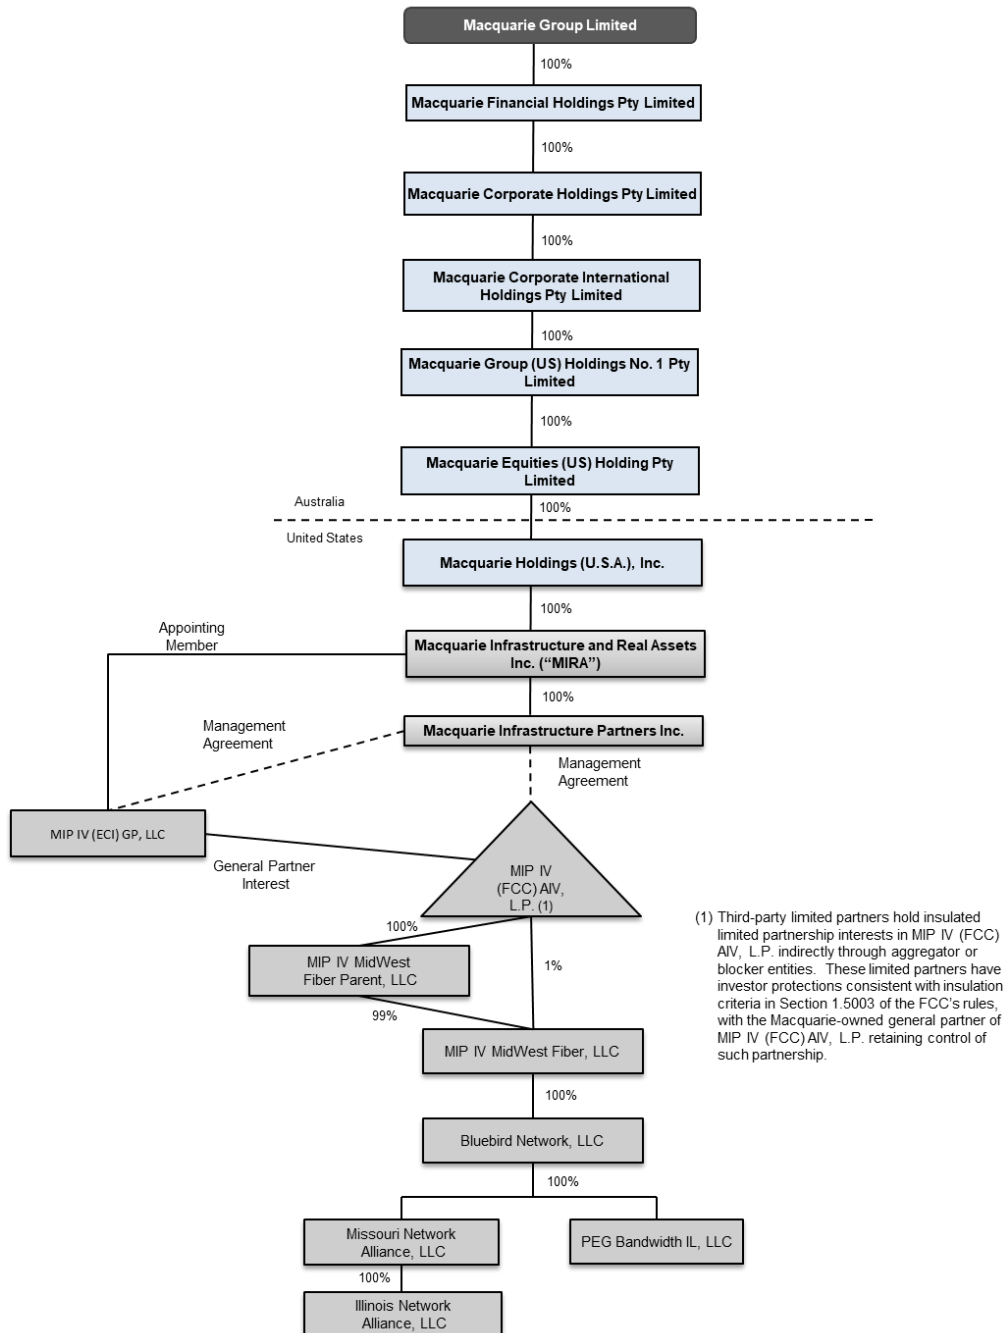 Macquarie Group Limited
100%
Macquarie Financial Holdings Pty Limited
100%
Macquarie Corporate Holdings Pty Limited
100%
Macquarie Corporate International
Holdings Pty Limited
100%
Macquarie Group (US) Holdings No. 1 Pty
Limited
100%
Macquarie Equities (US) Holding Pty
Limited
Australia
100%
United States
Macquarie Holdings (U.S.A.), Inc.
100%
Appointing
Member
Macquarie Infrastructure and Real Assets
Inc. (“MIRA”)
100%
Management
Agreement
Macquarie Infrastructure Partners Inc.
Management
Agreement
MIP IV (ECI) GP, LLC
General Partner
Interest
MIP IV
(FCC) AIV,
L.P. (1)
100%
MIP IV MidWest
Fiber Parent, LLC
1%
99%
(1) Third-party limited partners hold insulated
limited partnership interests in MIP IV (FCC)
AIV, L.P. indirectly through aggregator or
blocker entities. These limited partners have
investor protections consistent with insulation
criteria in Section 1.5003 of the FCC’s rules,
with the Macquarie-owned general partner of
MIP IV (FCC) AIV, L.P. retaining control of
such partnership.
MIP IV MidWest Fiber, LLC
100%
Bluebird Network, LLC
100%
Missouri Network
Alliance, LLC
PEG Bandwidth IL, LLC
100%
Illinois Network
Alliance, LLC